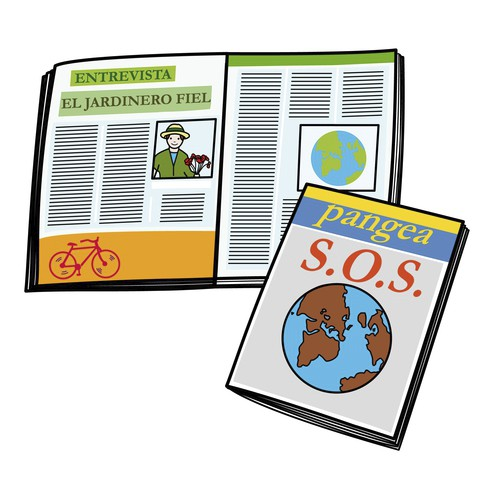 ENTREVISTA
EL JARDINERO FIEL
pangea
S.O.S.